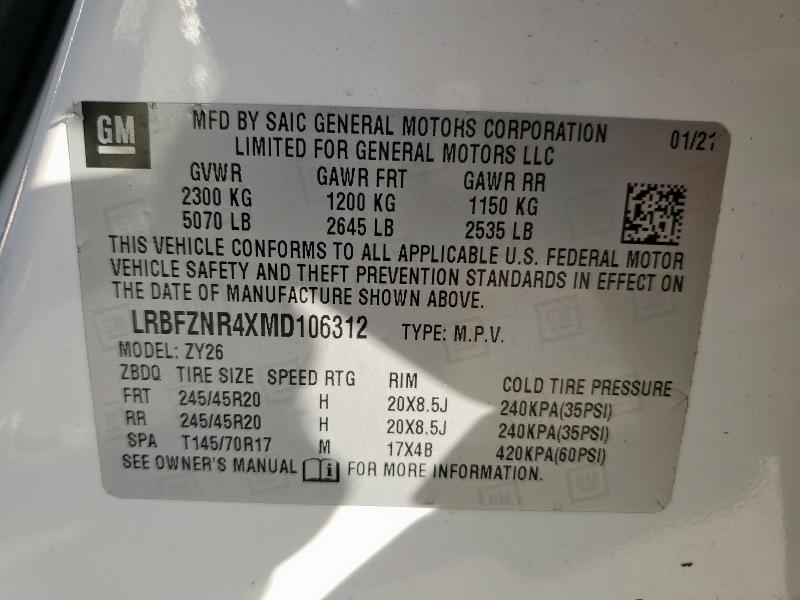 GM
MFD BY SAIC GENERAL MOTORS CORPORATION 01/21
LIMITED FOR GENERAL MOTORS LLC
GVWR GAWR FRT GAWR RR
2300 KG 1200 KG 1150 KG
5070 LB 2645 LB 2535 LB
THIS VEHICLE CONFORMS TO ALL APPLICABLE U.S. FEDERAL MOTOR
VEHICLE SAFETY AND THEFT PREVENTION STANDARDS IN EFFECT ON
THE DATE OF MANUFACTURE SHOWN ABOVE.
LRBFZNR4XMD106312 TYPE: M.P.V.
MODEL: ZY26
ZBDQ TIRE SIZE SPEED RTG RIM COLD TIRE PRESSURE
FRT 245/45R20 H 20X8.5J 240KPA(35PSI)
RR 245/45R20 H 20X8.5J 240KPA(35PSI)
SPA T145/70R17 M 17X4B 420KPA(60PSI)
SEE OWNER'S MANUAL i FOR MORE INFORMATION.